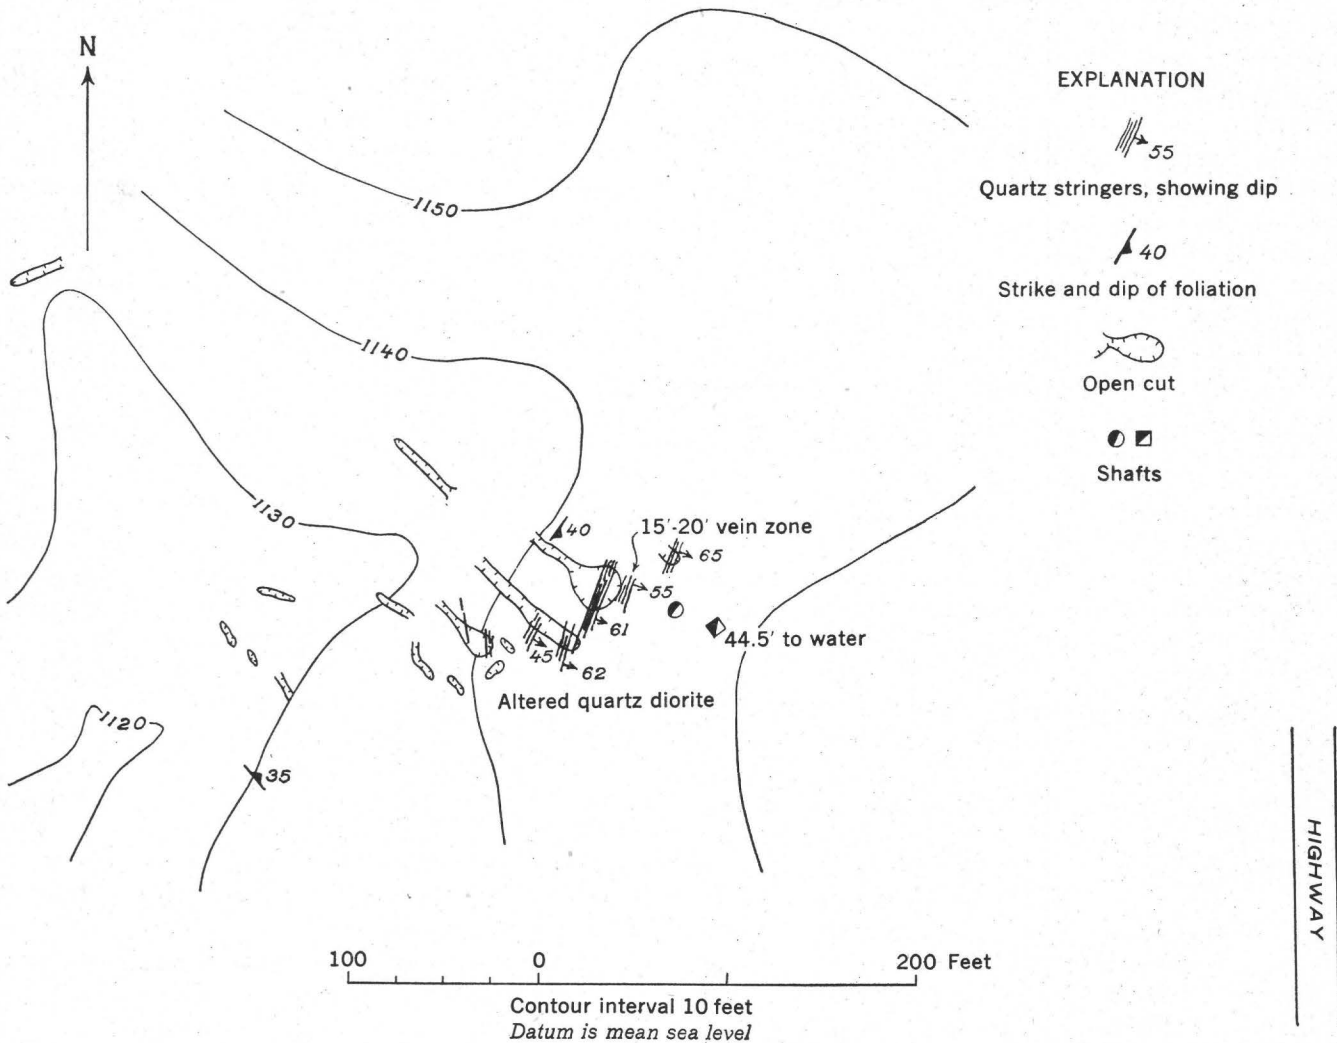 N
EXPLANATION
55
Quartz stringers, showing dip
40
Strike and dip of foliation
Open cut
Shafts
1150
1140
1130
1120
40
15'-20' vein zone
65
55
61
45
62
44.5' to water
Altered quartz diorite
35
HIGHWAY
100 0 200 Feet
Contour interval 10 feet
Datum is mean sea level